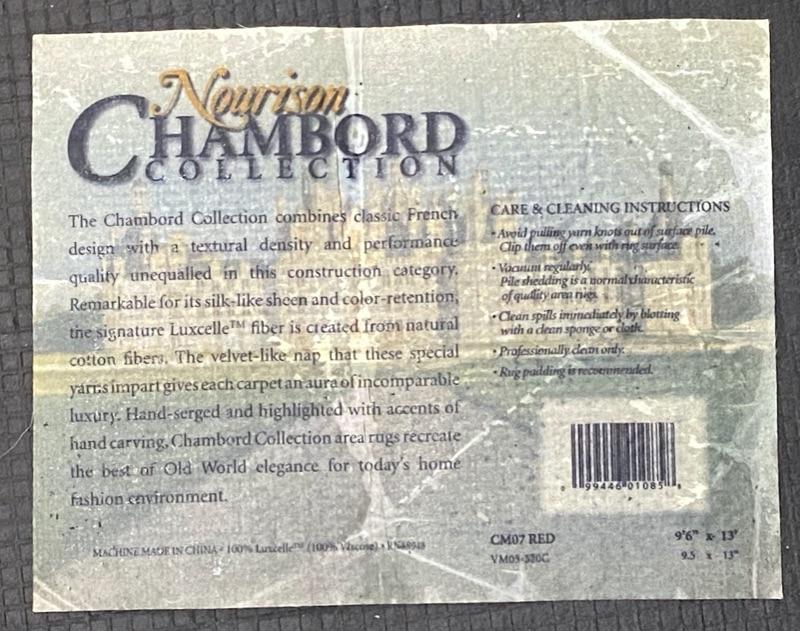 Nourison
CHAMBORD
COLLECTION
The Chambord Collection combines classic French
design with a textural density and performance
quality unequalled in this construction category.
Remarkable for its silk-like sheen and color-retention,
the signature Luxcelle™ fiber is created from natural
cotton fibers. The velvet-like nap that these special
yarns impart gives each carpet an aura of incomparable
luxury. Hand-serged and highlighted with accents of
hand carving, Chambord Collection area rugs recreate
the best of Old World elegance for today's home
fashion environment.
MACHINE MADE IN CHINA • 100% Luxcelle™ (100% Viscose) •
CARE & CLEANING INSTRUCTIONS
• Avoid pulling yarn knots out of surface pile.
Clip them off even with rug surface.
• Vacuum regularly.
Pile shedding is a normal characteristic
of quality area rugs.
• Clean spills immediately by blotting
with a clean sponge or cloth.
• Professionally clean only.
• Rug padding is recommended.
99446 01085
CM07 RED
9'6" x 13'
9.5 x 13"